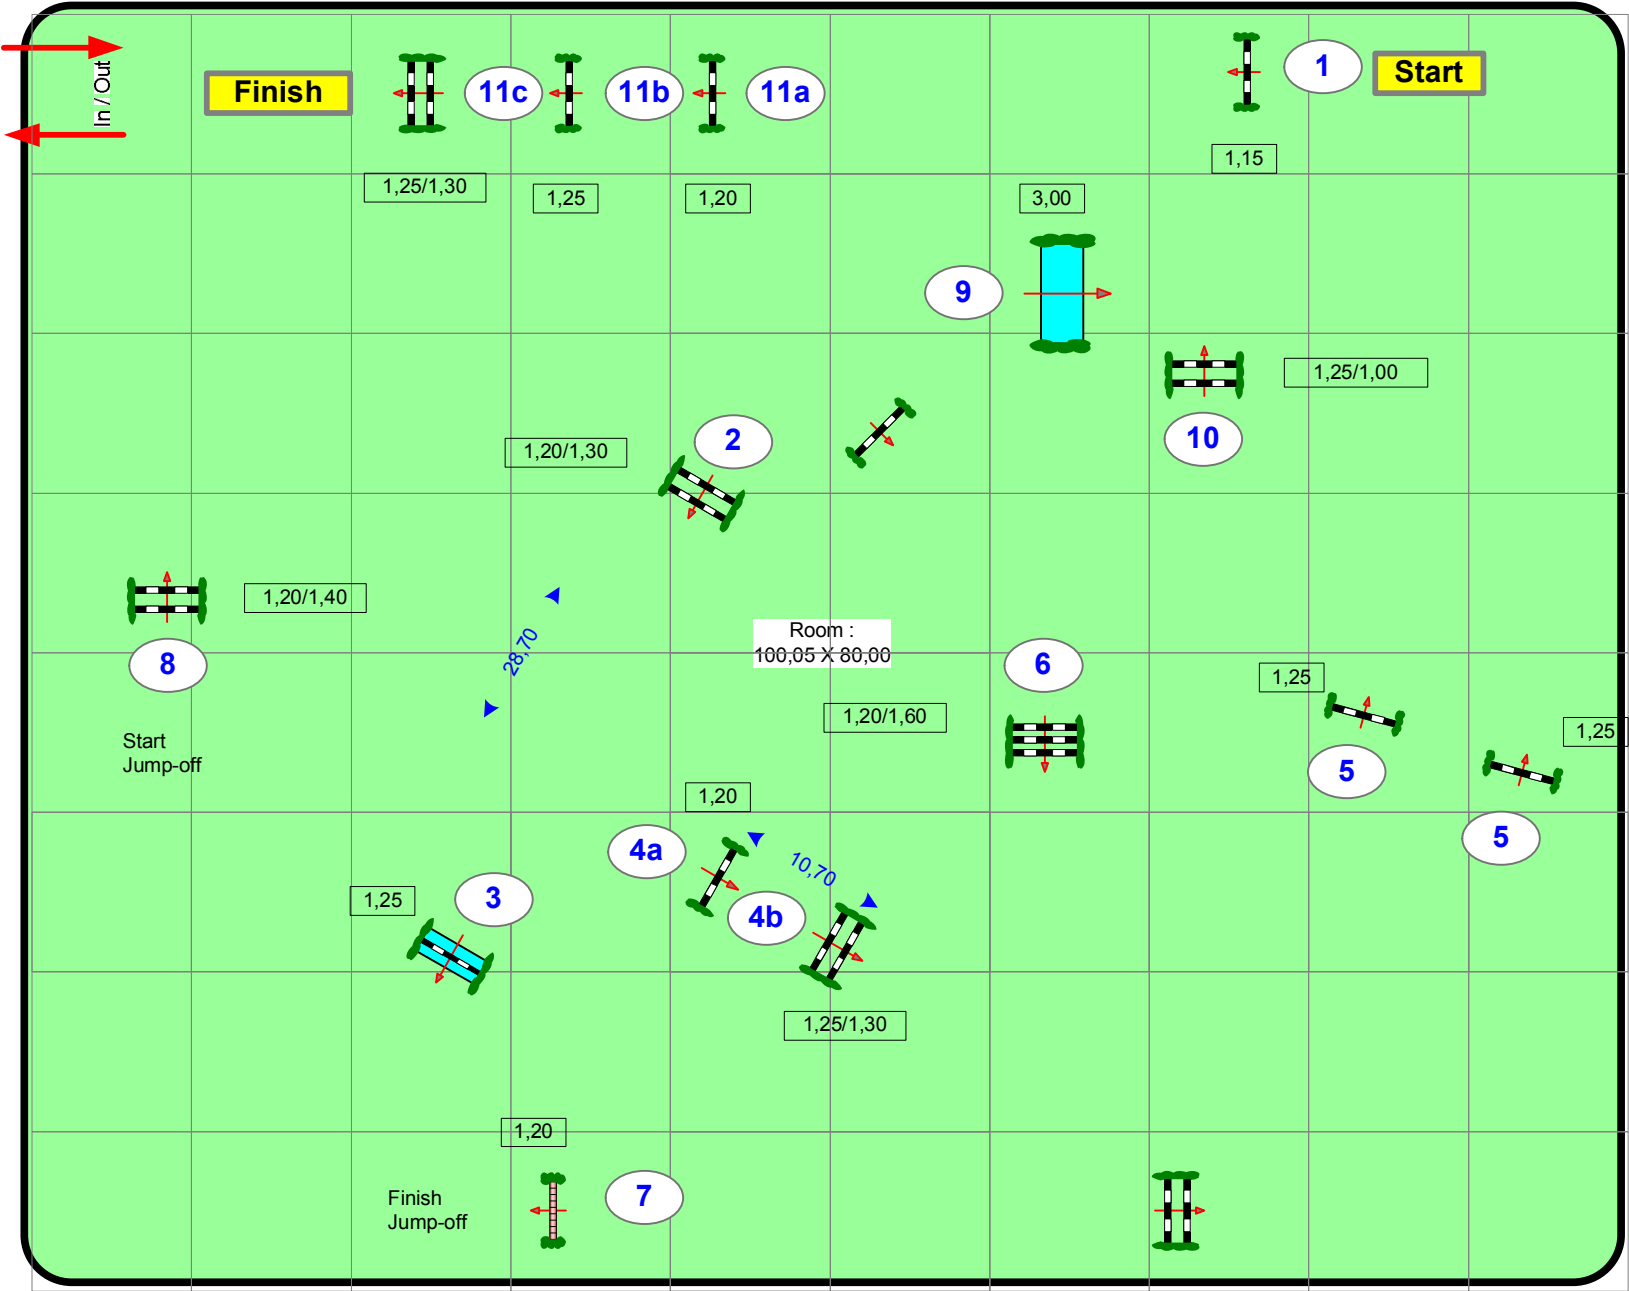 In / Out
Finish
11c
11b
11a
1
Start
1,15
1,25/1,30
1,25
1,20
3,00
9
1,25/1,00
10
2
1,20/1,30
1,20/1,40
8
28,70
Room :
100,05 X 80,00
6
1,25
1,20/1,60
1,25
Start
Jump-off
5
1,20
5
4a
10,70
3
1,25
4b
1,25/1,30
1,20
7
Finish
Jump-off